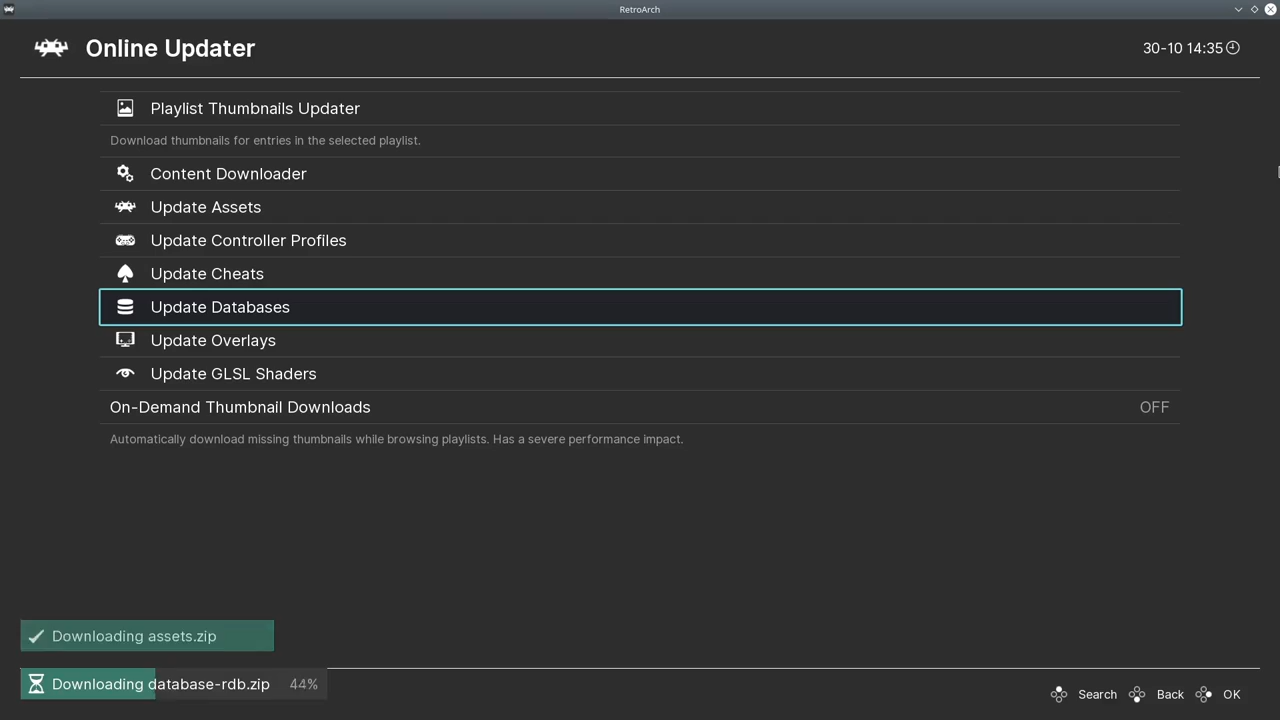 RetroArch
Online Updater
30-10 14:35
Playlist Thumbnails Updater
Download thumbnails for entries in the selected playlist.
Content Downloader
Update Assets
Update Controller Profiles
Update Cheats
Update Databases
Update Overlays
Update GLSL Shaders
On-Demand Thumbnail Downloads OFF
Automatically download missing thumbnails while browsing playlists. Has a severe performance impact.
Downloading assets.zip
Downloading database-rdb.zip 44%
Search Back OK